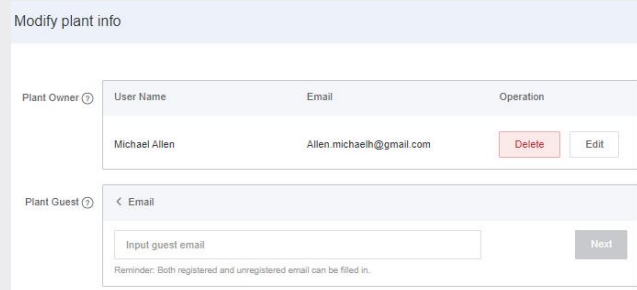 Modify plant info
Plant Owner ?
User Name Email Operation
Michael Allen Allen.michaelh@gmail.com Delete Edit
Plant Guest ?
< Email
Input guest email Next
Reminder: Both registered and unregistered email can be filled in.